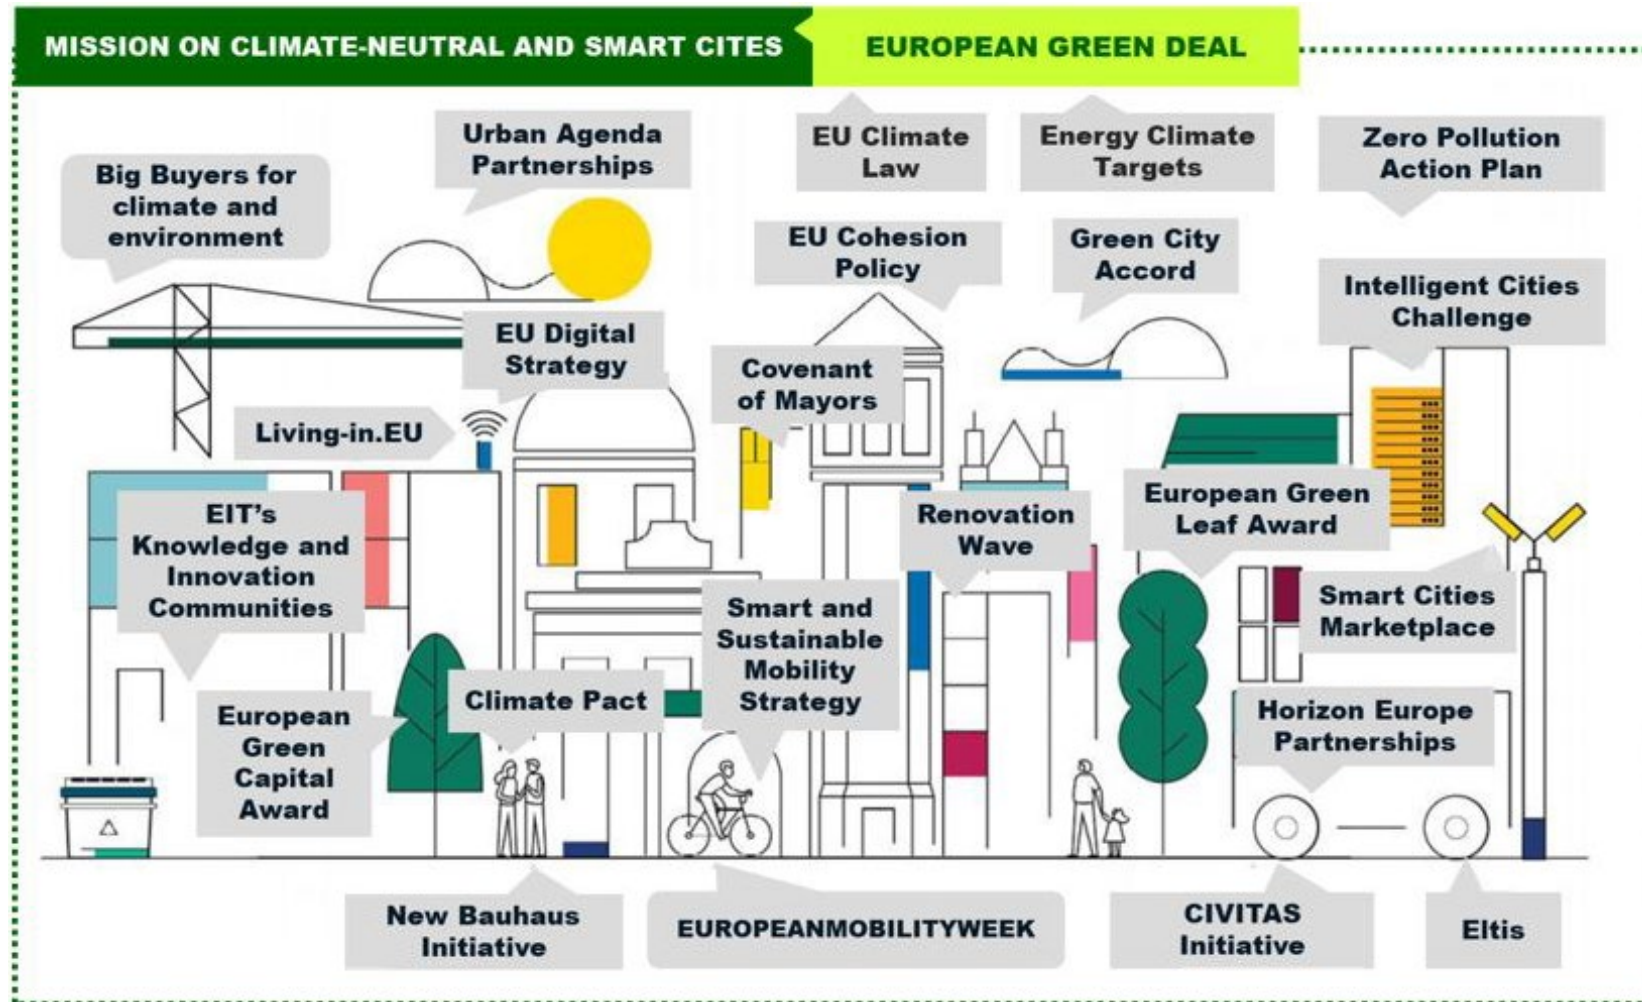 MISSION ON CLIMATE-NEUTRAL AND SMART CITES
EUROPEAN GREEN DEAL
Urban Agenda
Partnerships
EU Climate
Law
Energy Climate
Targets
Zero Pollution
Action Plan
Big Buyers for
climate and
environment
EU Cohesion
Policy
Green City
Accord
Intelligent Cities
Challenge
EU Digital
Strategy
Covenant
of Mayors
Living-in.EU
EIT's
Knowledge and
Innovation
Communities
Renovation
Wave
European Green
Leaf Award
Smart and
Sustainable
Mobility
Strategy
Smart Cities
Marketplace
European
Green
Capital
Award
Climate Pact
Horizon Europe
Partnerships
New Bauhaus
Initiative
EUROPEANMOBILITYWEEK
CIVITAS
Initiative
Eltis